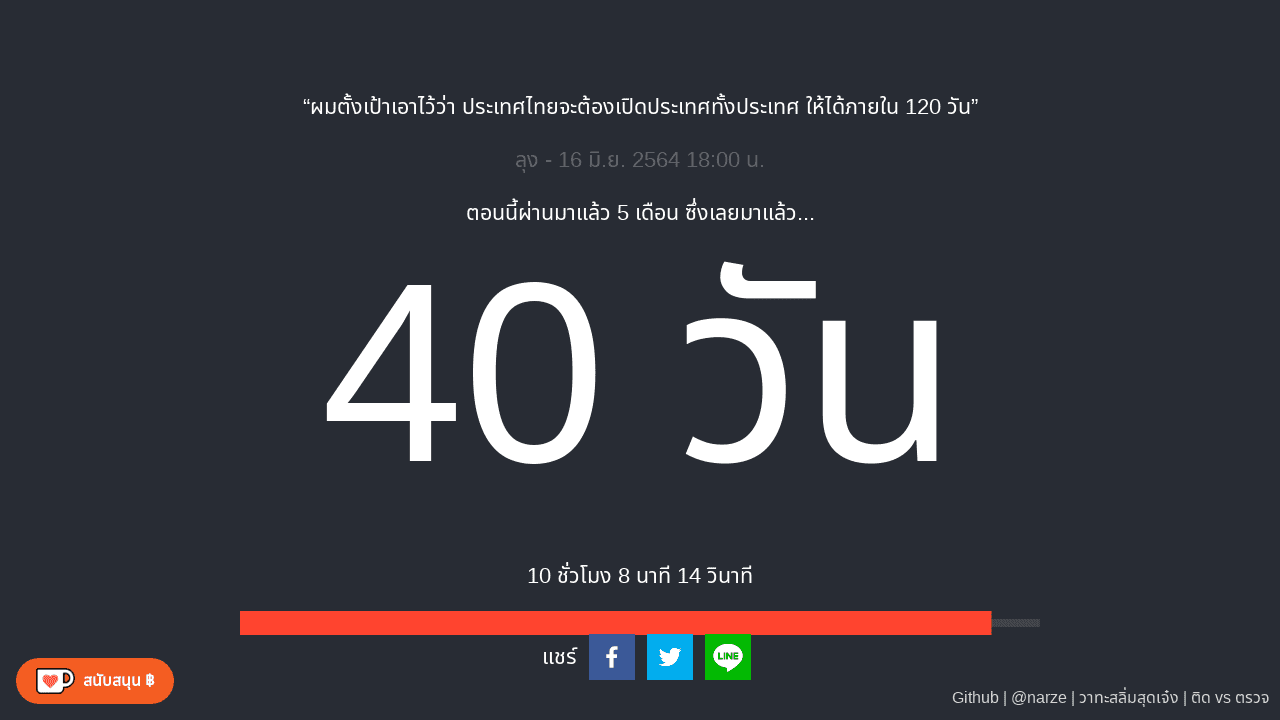 “ผมตั้งเป้าเอาไว้ว่า ประเทศไทยจะต้องเปิดประเทศทั้งประเทศ ให้ได้ภายใน 120 วัน”
ลุง - 16 มิ.ย. 2564 18:00 น.
ตอนนี้ผ่านมาแล้ว 5 เดือน ซึ่งเลยมาแล้ว...
40 วัน
10 ชั่วโมง 8 นาที 14 วินาที
แชร์
LINE
สนับสนุน ฿
Github | @narze | วาทะสลิ่มสุดเจ๋ง | ติด vs ตรวจ